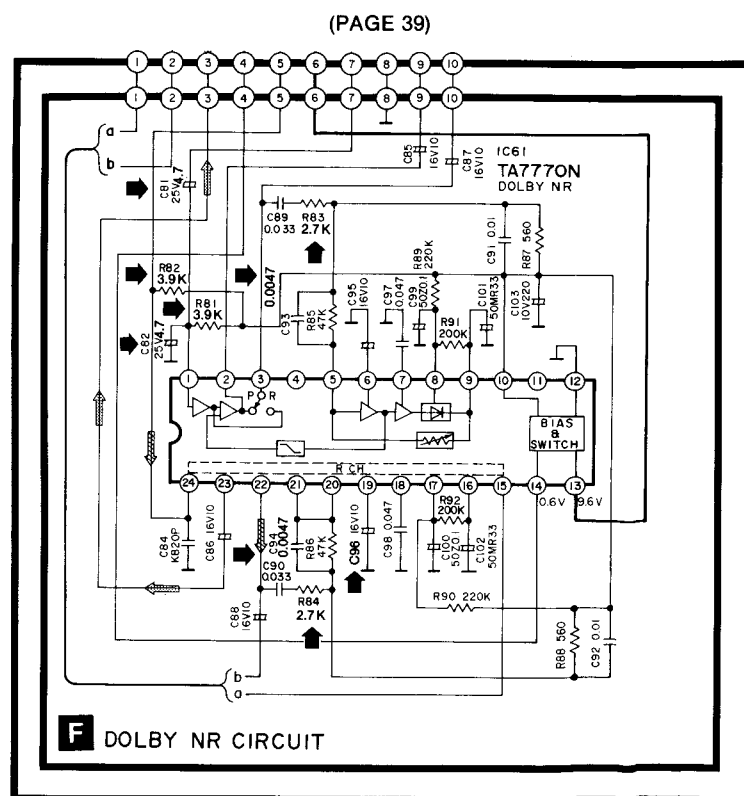 (PAGE 39)
1 2 3 4 5 6 7 8 9 10
1 2 3 4 5 6 7 8 9 10
a
b
C81
25V4.7
C85
16V10
C87
16V10
IC61
TA7770N
DOLBY NR
C89
0.033
R83
2.7K
R82
3.9K
R81
3.9K
C82
25V4.7
0.0047
C93
R85
47K
C95
16V10
C97
0.047
C99
50Z0.1
R89
220K
R91
200K
C101
50MR33
C91 0.01
R87 560
C103
10V220
1 2 3 4 5 6 7 8 9 10 11 12
P R
BIAS
&
SWITCH
R CH
24 23 22 21 20 19 18 17 16 15 14 13
0.6V 9.6V
C84
K820P
C86 16V10
C94
0.0047
R86
47K
C96 16V10
C98 0.047
R92
200K
C100
50Z0.1
C102
50MR33
C90
0.033
R84
2.7K
C88
16V10
R90 220K
R88 560
C92 0.01
b
a
F DOLBY NR CIRCUIT